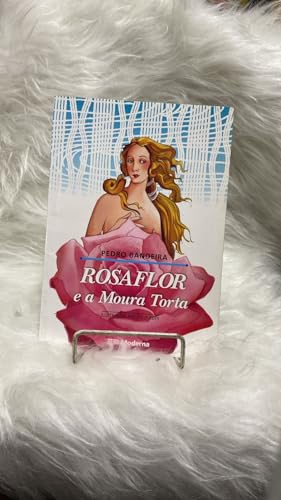 PEDRO BANDEIRA
ROSAFLOR
e a Moura Torta
Moderna